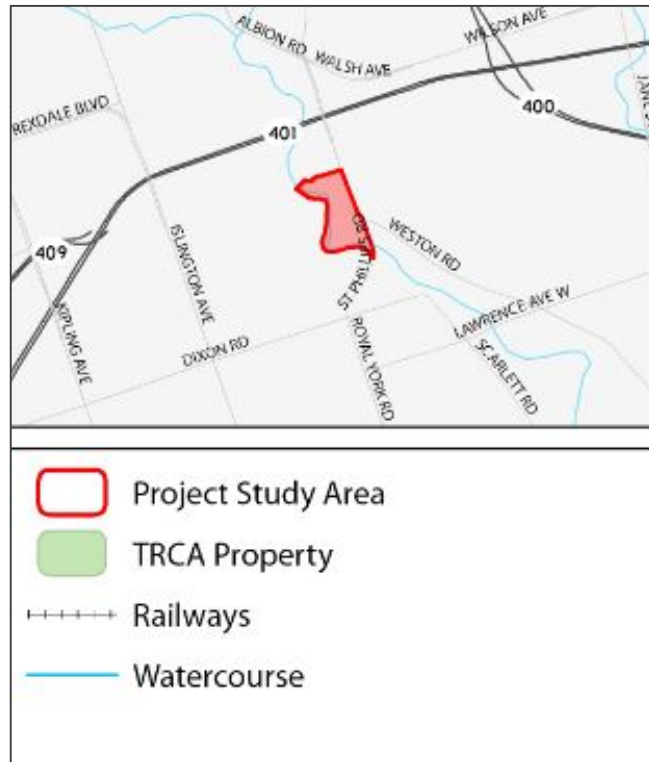 ALBION RD
WALSH AVE
WILSON AVE
REXDALE BLVD
400
401
409
ISLINGTON AVE
WESTON RD
ST PHILLIPS RD
KIPLING AVE
DIXON RD
ROYAL YORK RD
LAWRENCE AVE W
SCARLETT RD
Project Study Area
TRCA Property
Railways
Watercourse